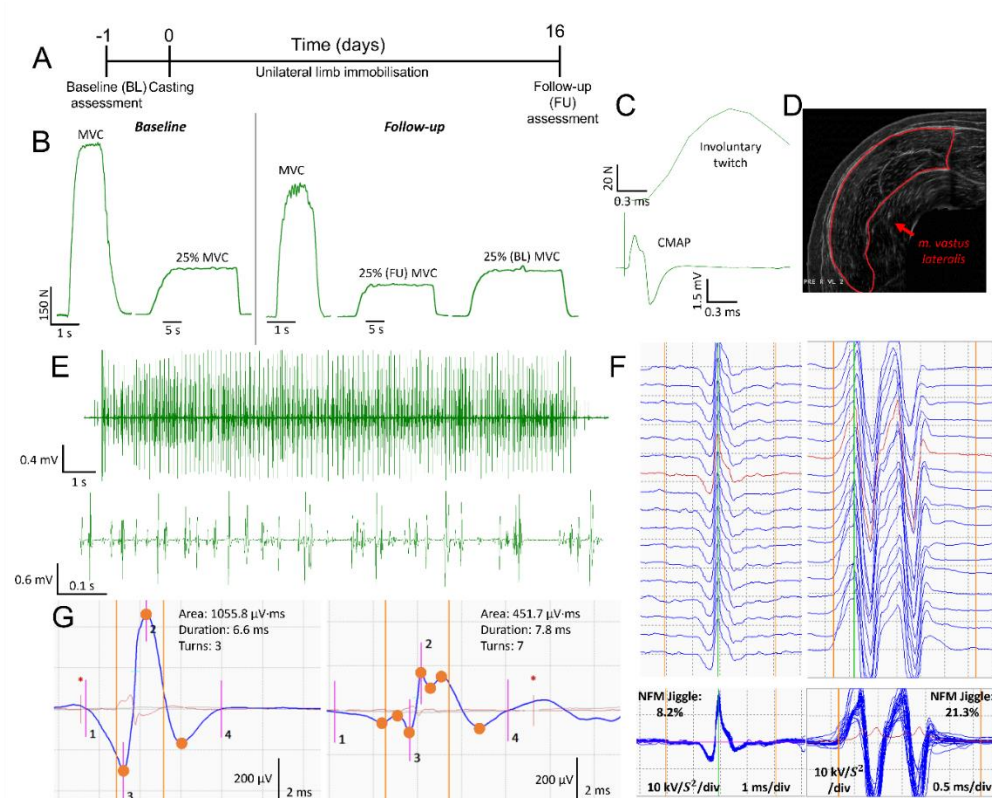 -1
0
Time (days)
16
A
Unilateral limb immobilisation
Baseline (BL)
assessment
Casting
Follow-up
(FU)
assessment
B
Baseline
Follow-up
MVC
25% MVC
150 N
1 s
5 s
MVC
25% (FU) MVC
25% (BL) MVC
1 s
5 s
C
Involuntary
twitch
20 N
0.3 ms
CMAP
1.5 mV
0.3 ms
D
m. vastus
lateralis
PRE R VL 2
E
0.4 mV
1 s
0.6 mV
0.1 s
F
NFM Jiggle:
8.2%
10 kV/S²/div
1 ms/div
NFM Jiggle:
21.3%
10 kV/S²
/div
0.5 ms/div
G
Area: 1055.8 µV·ms
Duration: 6.6 ms
Turns: 3
*
1
2
3
4
200 µV
2 ms
Area: 451.7 µV·ms
Duration: 7.8 ms
Turns: 7
*
1
2
3
4
200 µV
2 ms